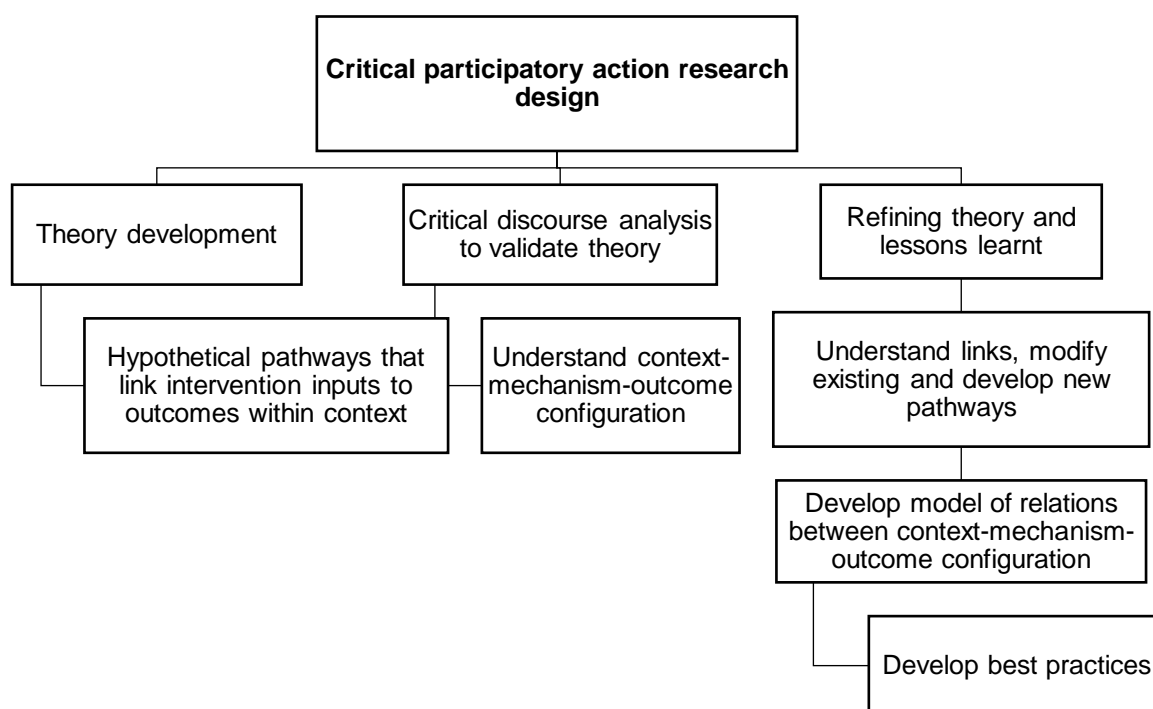 Critical participatory action research
design
Theory development
Critical discourse analysis
to validate theory
Refining theory and
lessons learnt
Hypothetical pathways that
link intervention inputs to
outcomes within context
Understand context-
mechanism-outcome
configuration
Understand links, modify
existing and develop new
pathways
Develop model of relations
between context-mechanism-
outcome configuration
Develop best practices